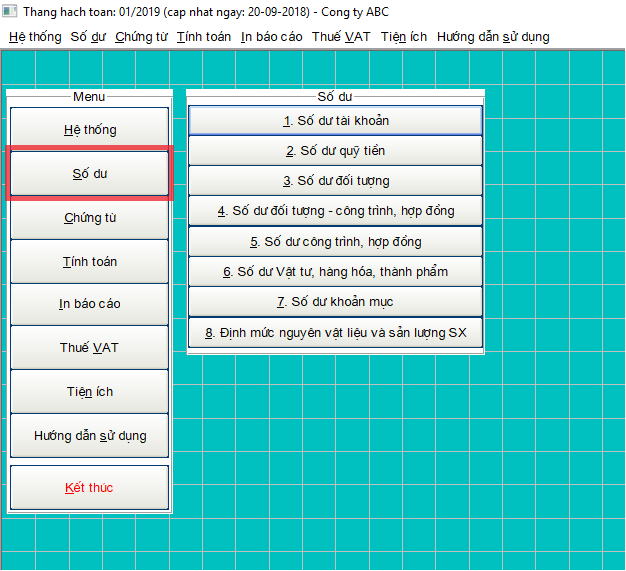 Thang hach toan: 01/2019 (cap nhat ngay: 20-09-2018) - Cong ty ABC
Hệ thống Số dư Chứng từ Tính toán In báo cáo Thuế VAT Tiện ích Hướng dẫn sử dụng
Menu
Hệ thống
Số dư
Chứng từ
Tính toán
In báo cáo
Thuế VAT
Tiện ích
Hướng dẫn sử dụng
Kết thúc
Số dư
1. Số dư tài khoản
2. Số dư quỹ tiền
3. Số dư đối tượng
4. Số dư đối tượng - công trình, hợp đồng
5. Số dư công trình, hợp đồng
6. Số dư Vật tư, hàng hóa, thành phẩm
7. Số dư khoản mục
8. Định mức nguyên vật liệu và sản lượng SX